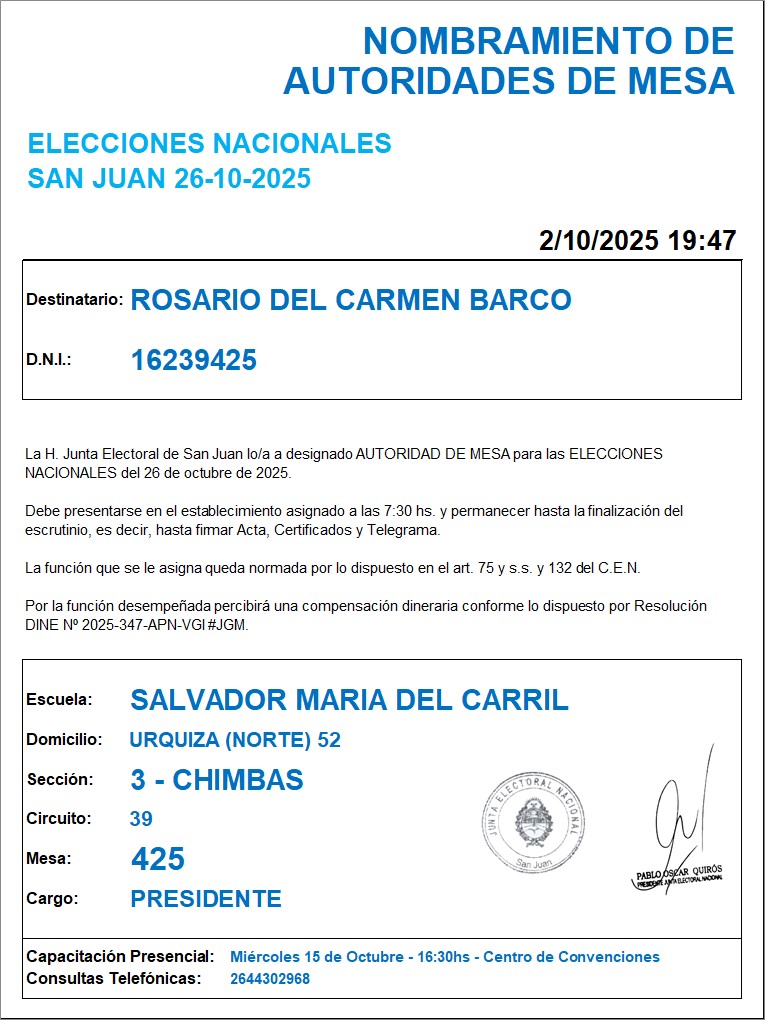 NOMBRAMIENTO DE
AUTORIDADES DE MESA
ELECCIONES NACIONALES
SAN JUAN 26-10-2025
2/10/2025 19:47
Destinatario: ROSARIO DEL CARMEN BARCO
D.N.I.: 16239425
La H. Junta Electoral de San Juan lo/a a designado AUTORIDAD DE MESA para las ELECCIONES
NACIONALES del 26 de octubre de 2025.
Debe presentarse en el establecimiento asignado a las 7:30 hs. y permanecer hasta la finalización del
escrutinio, es decir, hasta firmar Acta, Certificados y Telegrama.
La función que se le asigna queda normada por lo dispuesto en el art. 75 y s.s. y 132 del C.E.N.
Por la función desempeñada percibirá una compensación dineraria conforme lo dispuesto por Resolución
DINE Nº 2025-347-APN-VGI#JGM.
Escuela: SALVADOR MARIA DEL CARRIL
Domicilio: URQUIZA (NORTE) 52
Sección: 3 - CHIMBAS
Circuito: 39
Mesa: 425
Cargo: PRESIDENTE
JUNTA ELECTORAL NACIONAL
San Juan
PABLO OSCAR QUIRÓS
PRESIDENTE JUNTA ELECTORAL NACIONAL
Capacitación Presencial: Miércoles 15 de Octubre - 16:30hs - Centro de Convenciones
Consultas Telefónicas: 2644302968